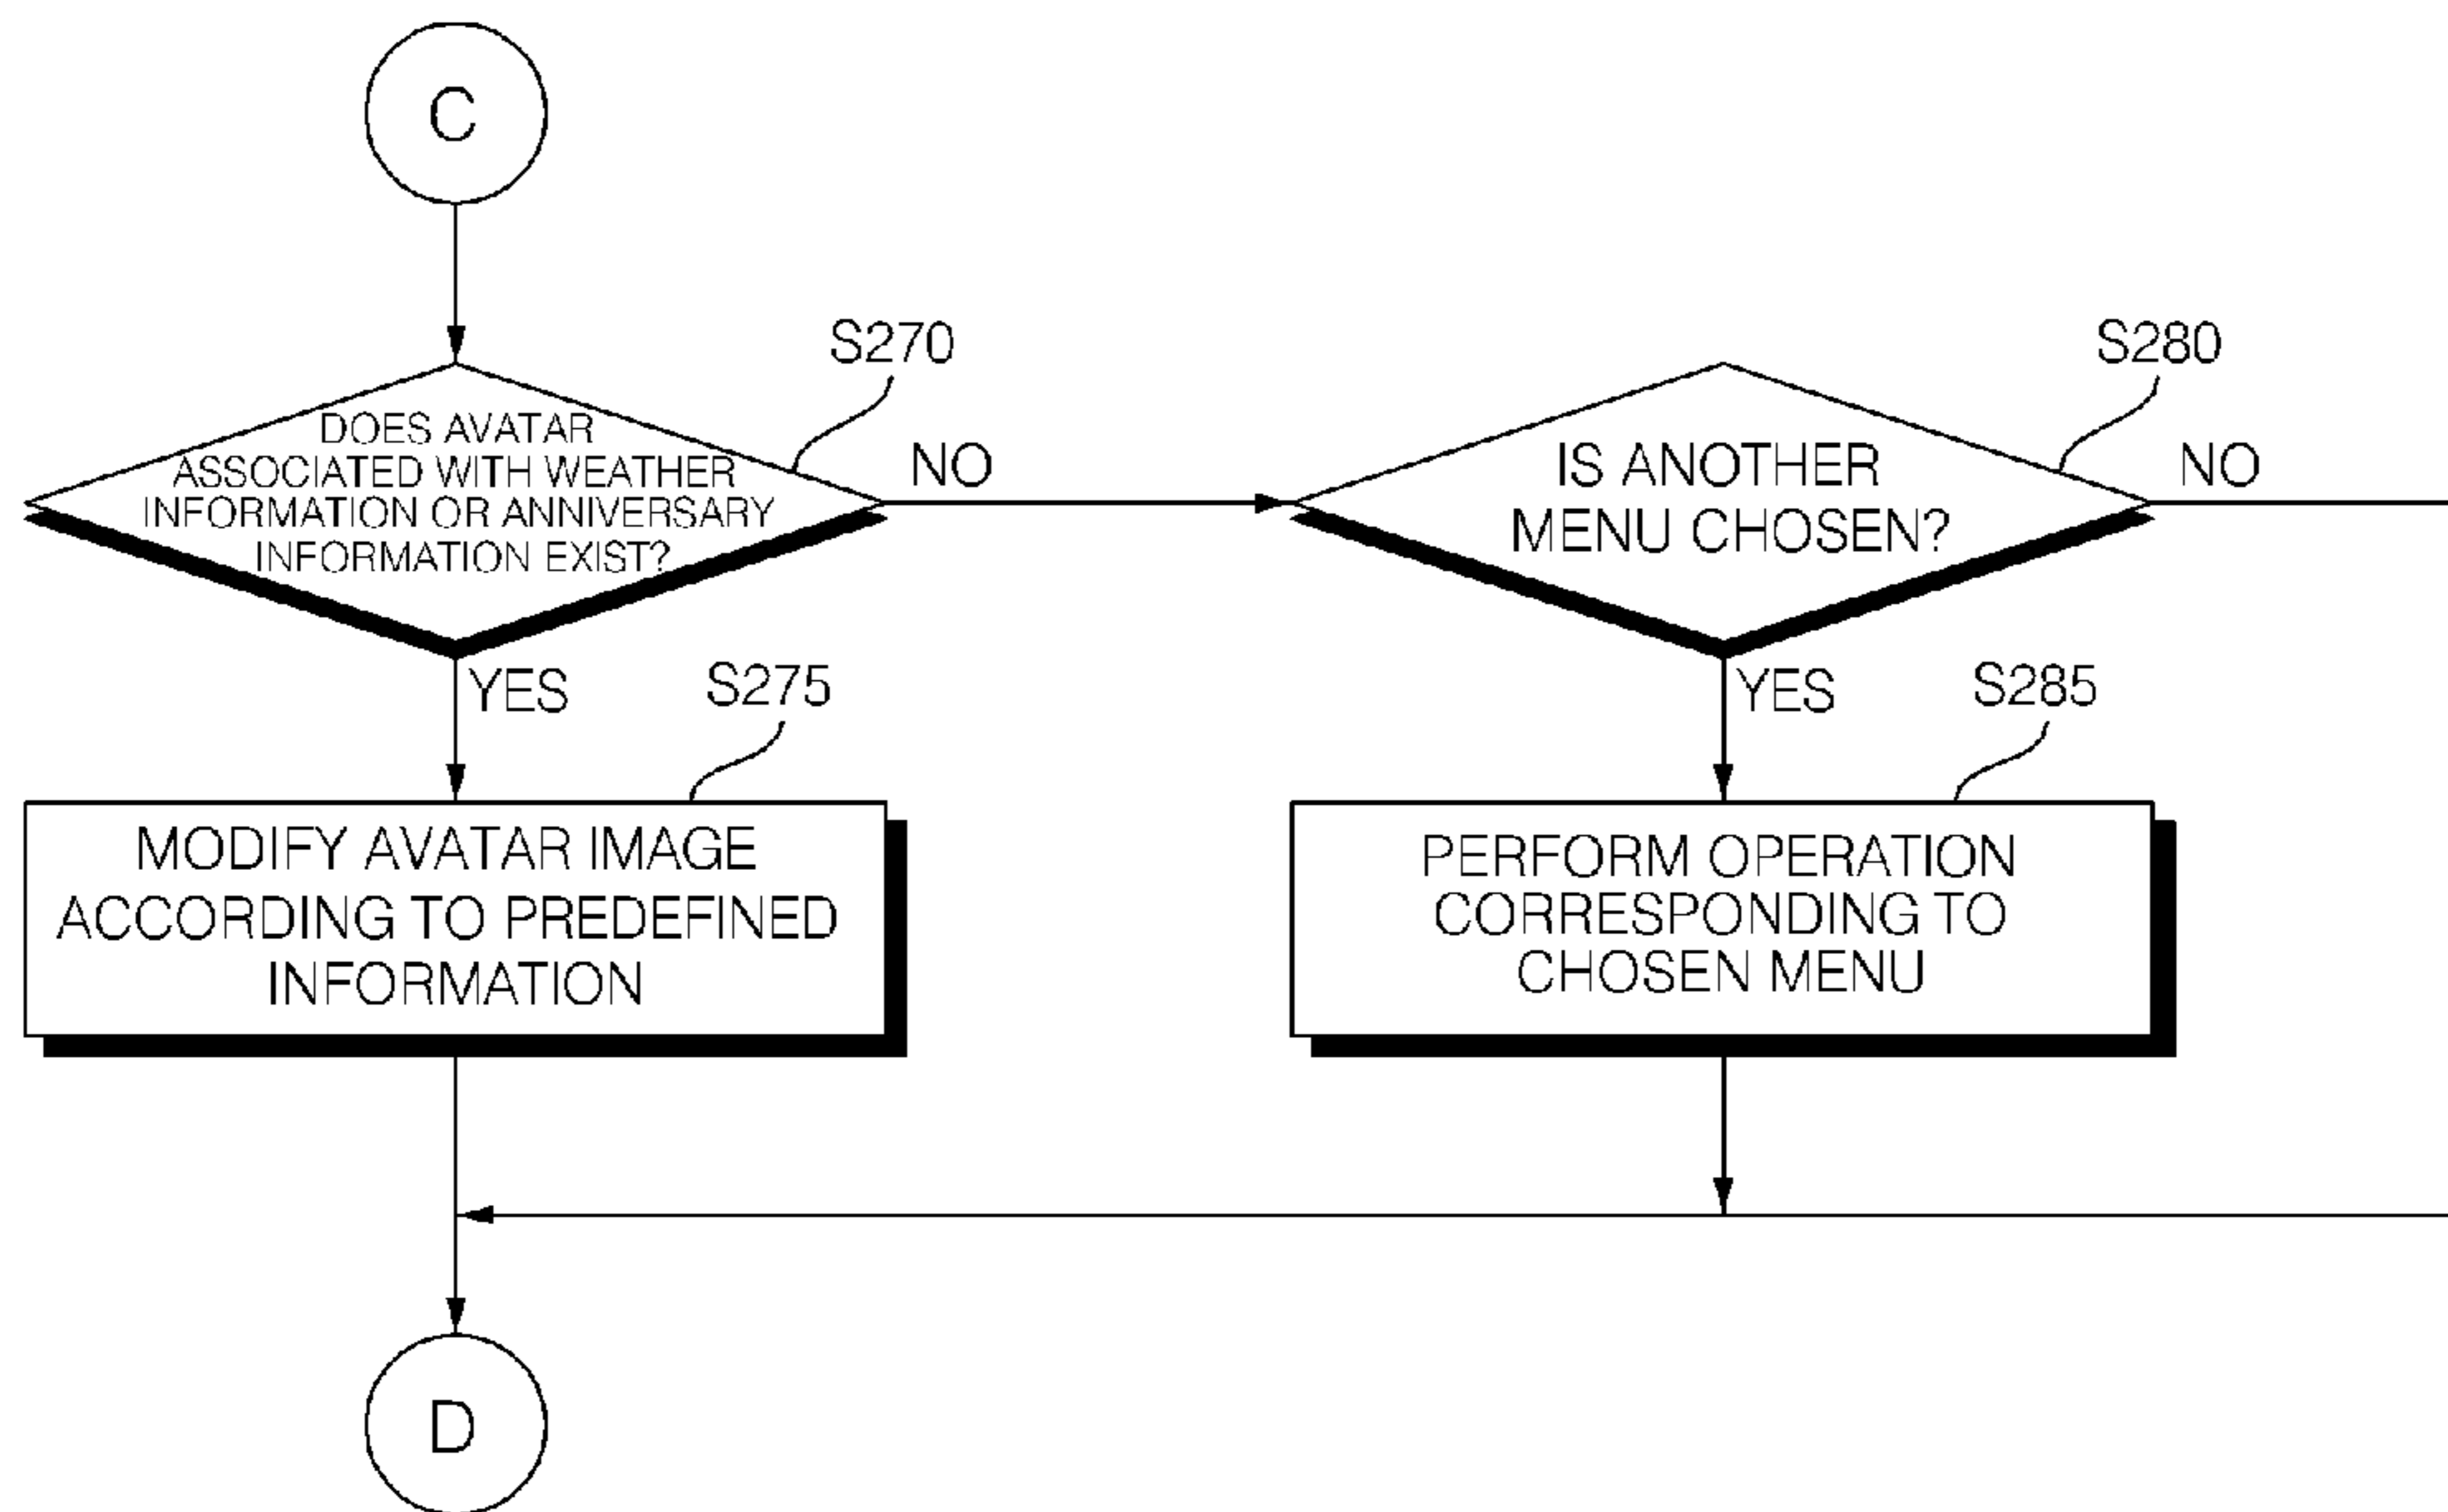 C
S270
DOES AVATAR
ASSOCIATED WITH WEATHER
INFORMATION OR ANNIVERSARY
INFORMATION EXIST?
NO
S280
IS ANOTHER
MENU CHOSEN?
NO
YES
S275
MODIFY AVATAR IMAGE
ACCORDING TO PREDEFINED
INFORMATION
YES
S285
PERFORM OPERATION
CORRESPONDING TO
CHOSEN MENU
D